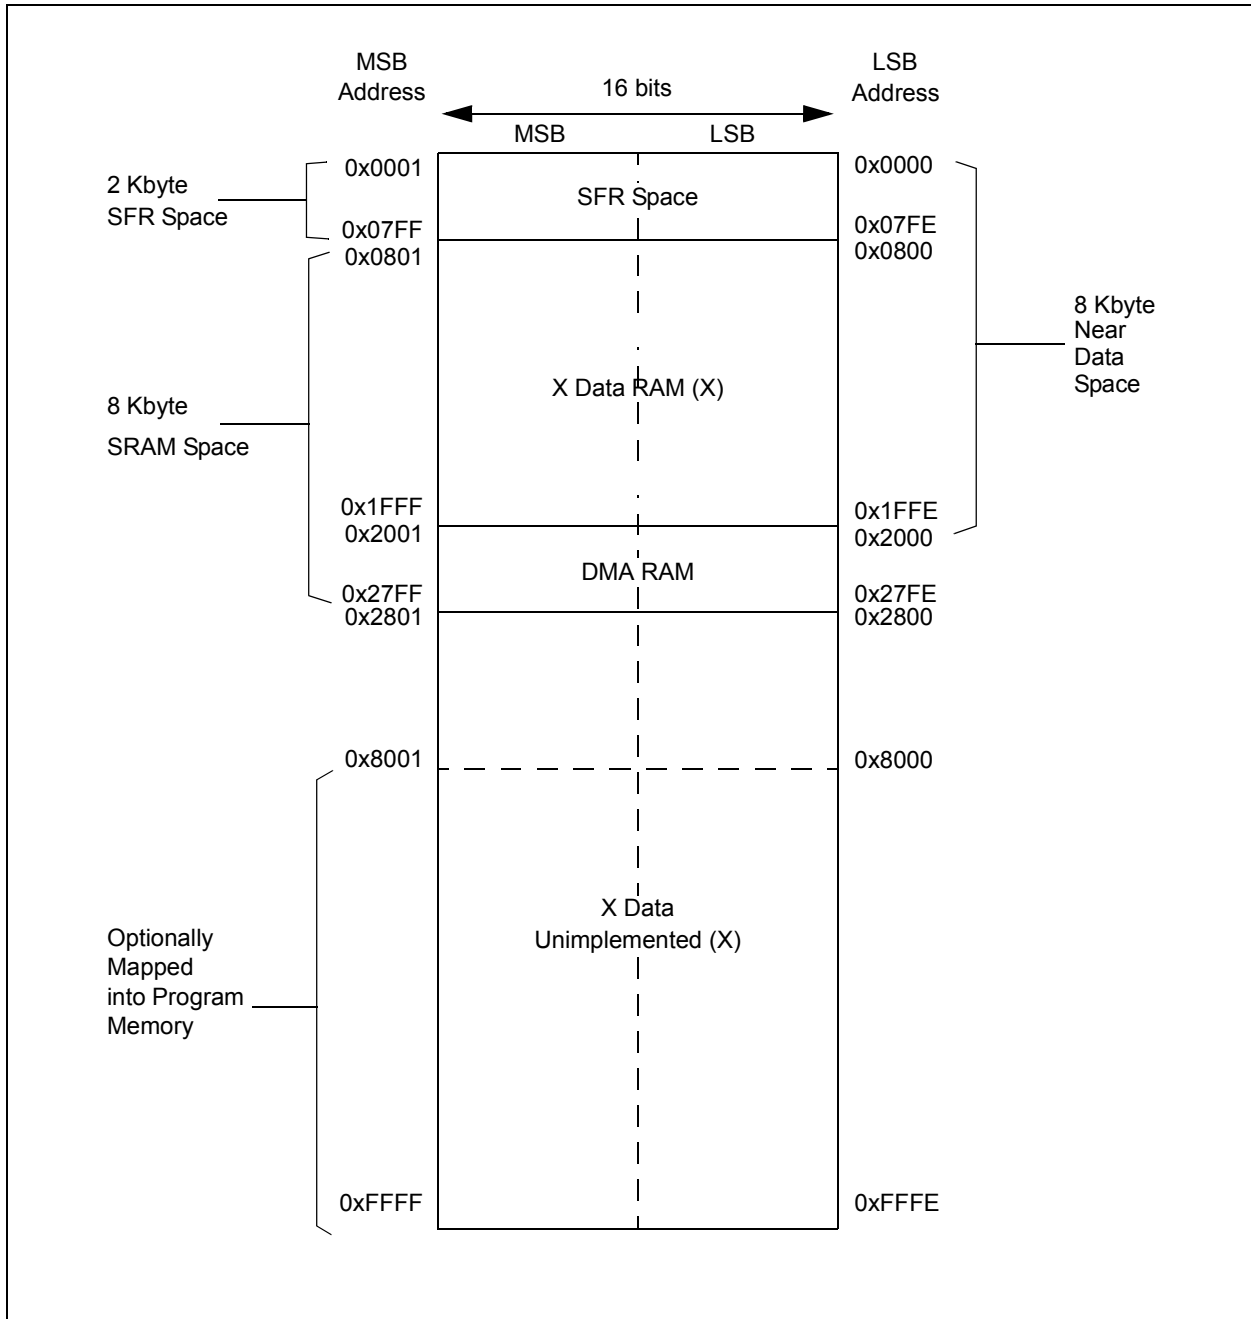 MSB
Address
LSB
Address
16 bits
MSB
LSB
0x0001
0x0000
2 Kbyte
SFR Space
SFR Space
0x07FF
0x07FE
0x0801
0x0800
8 Kbyte
Near
Data
Space
X Data RAM (X)
8 Kbyte
SRAM Space
0x1FFF
0x1FFE
0x2001
0x2000
DMA RAM
0x27FF
0x27FE
0x2801
0x2800
0x8001
0x8000
X Data
Unimplemented (X)
Optionally
Mapped
into Program
Memory
0xFFFF
0xFFFE